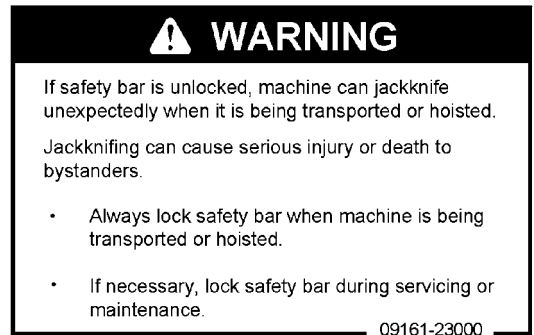 WARNING
If safety bar is unlocked, machine can jackknife
unexpectedly when it is being transported or hoisted.
Jackknifing can cause serious injury or death to
bystanders.
• Always lock safety bar when machine is being
transported or hoisted.
• If necessary, lock safety bar during servicing or
maintenance.
09161-23000